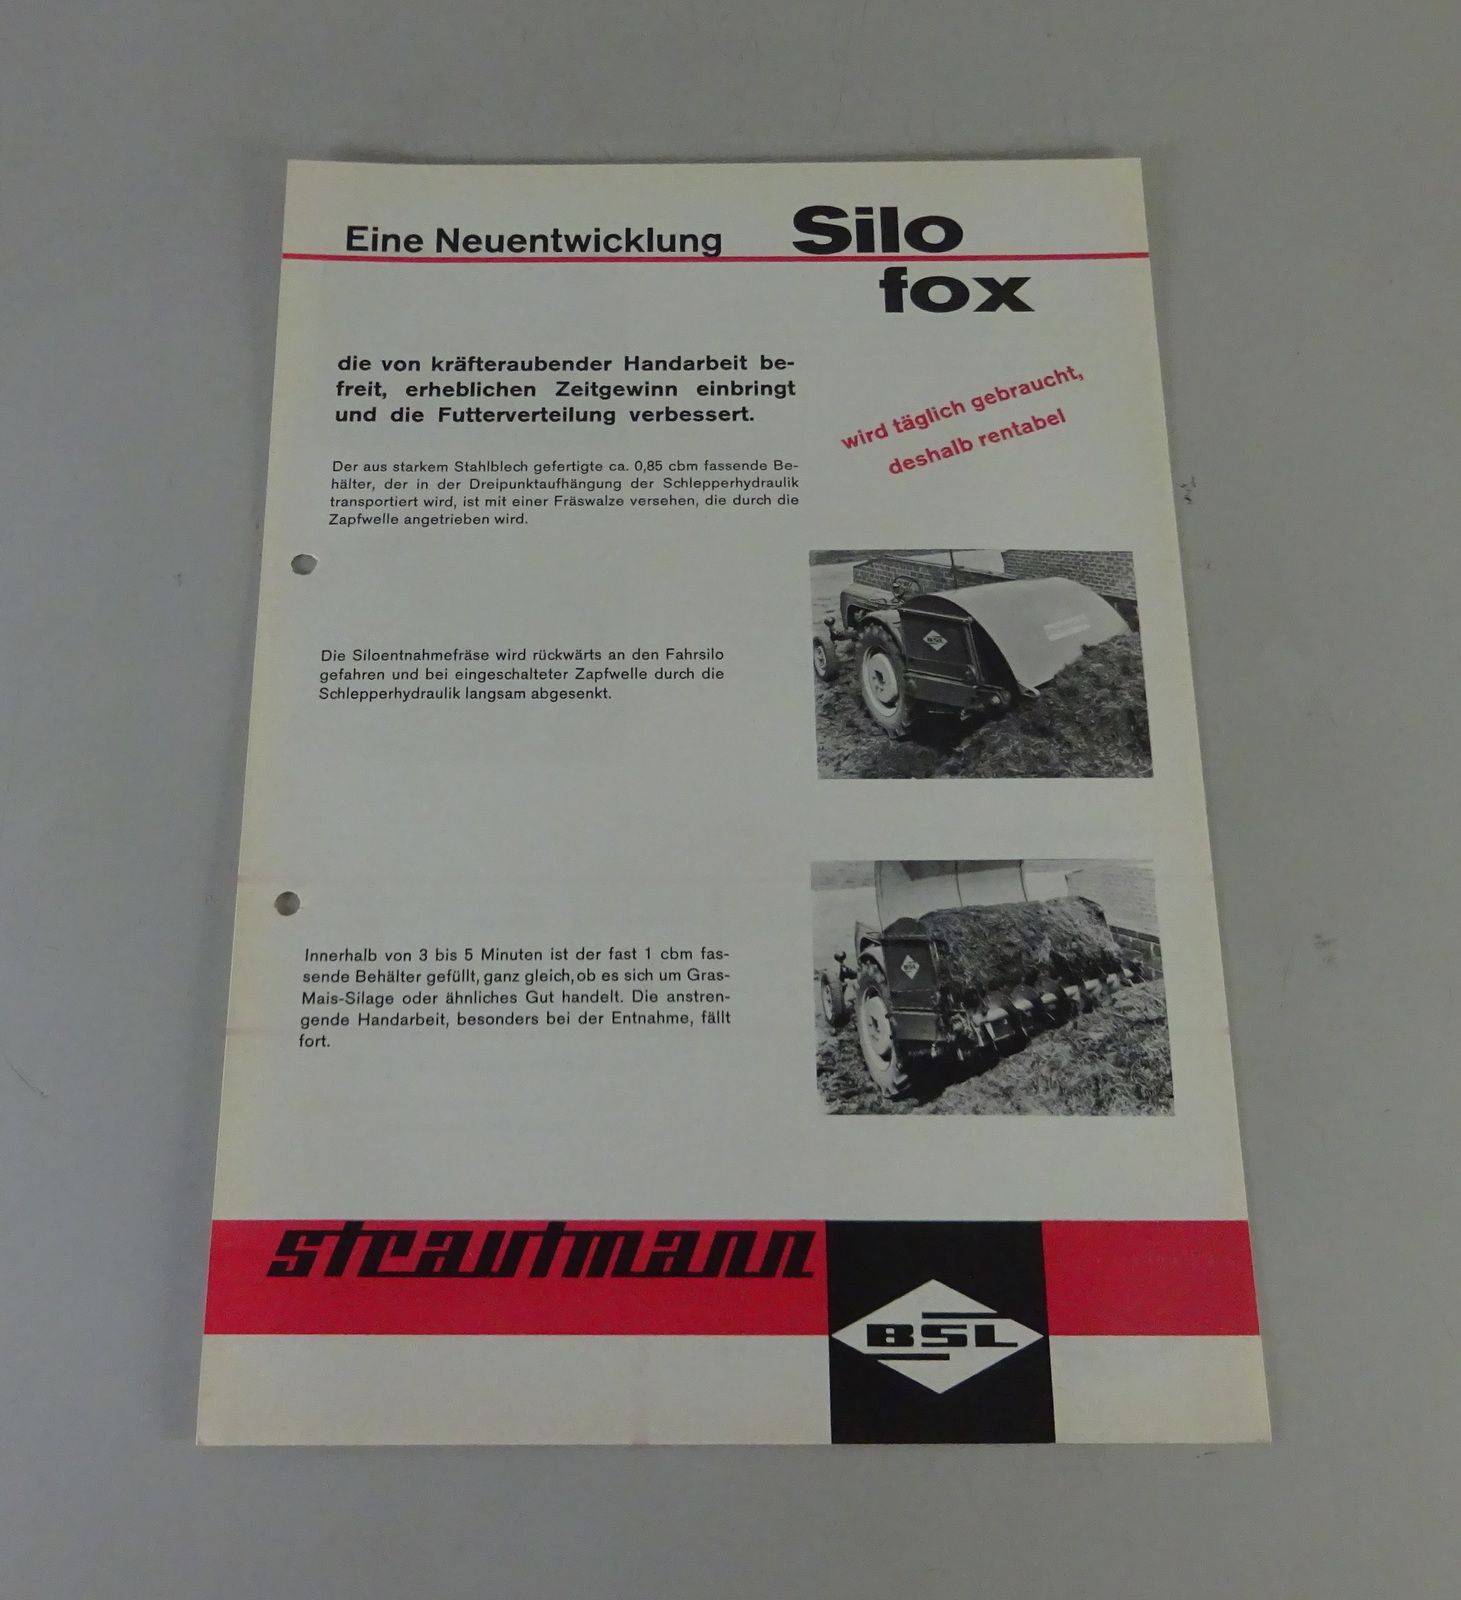 Eine Neuentwicklung
Silo
fox
die von kräfteraubender Handarbeit be-
freit, erheblichen Zeitgewinn einbringt
und die Futterverteilung verbessert.
wird täglich gebraucht,
deshalb rentabel
Der aus starkem Stahlblech gefertigte ca. 0,85 cbm fassende Be-
hälter, der in der Dreipunktaufhängung der Schlepperhydraulik
transportiert wird, ist mit einer Fräswalze versehen, die durch die
Zapfwelle angetrieben wird.
Die Siloentnahmefräse wird rückwärts an den Fahrsilo
gefahren und bei eingeschalteter Zapfwelle durch die
Schlepperhydraulik langsam abgesenkt.
BSL
Innerhalb von 3 bis 5 Minuten ist der fast 1 cbm fas-
sende Behälter gefüllt, ganz gleich, ob es sich um Gras-
Mais-Silage oder ähnliches Gut handelt. Die anstren-
gende Handarbeit, besonders bei der Entnahme, fällt
fort.
BSL
strautmann
BSL